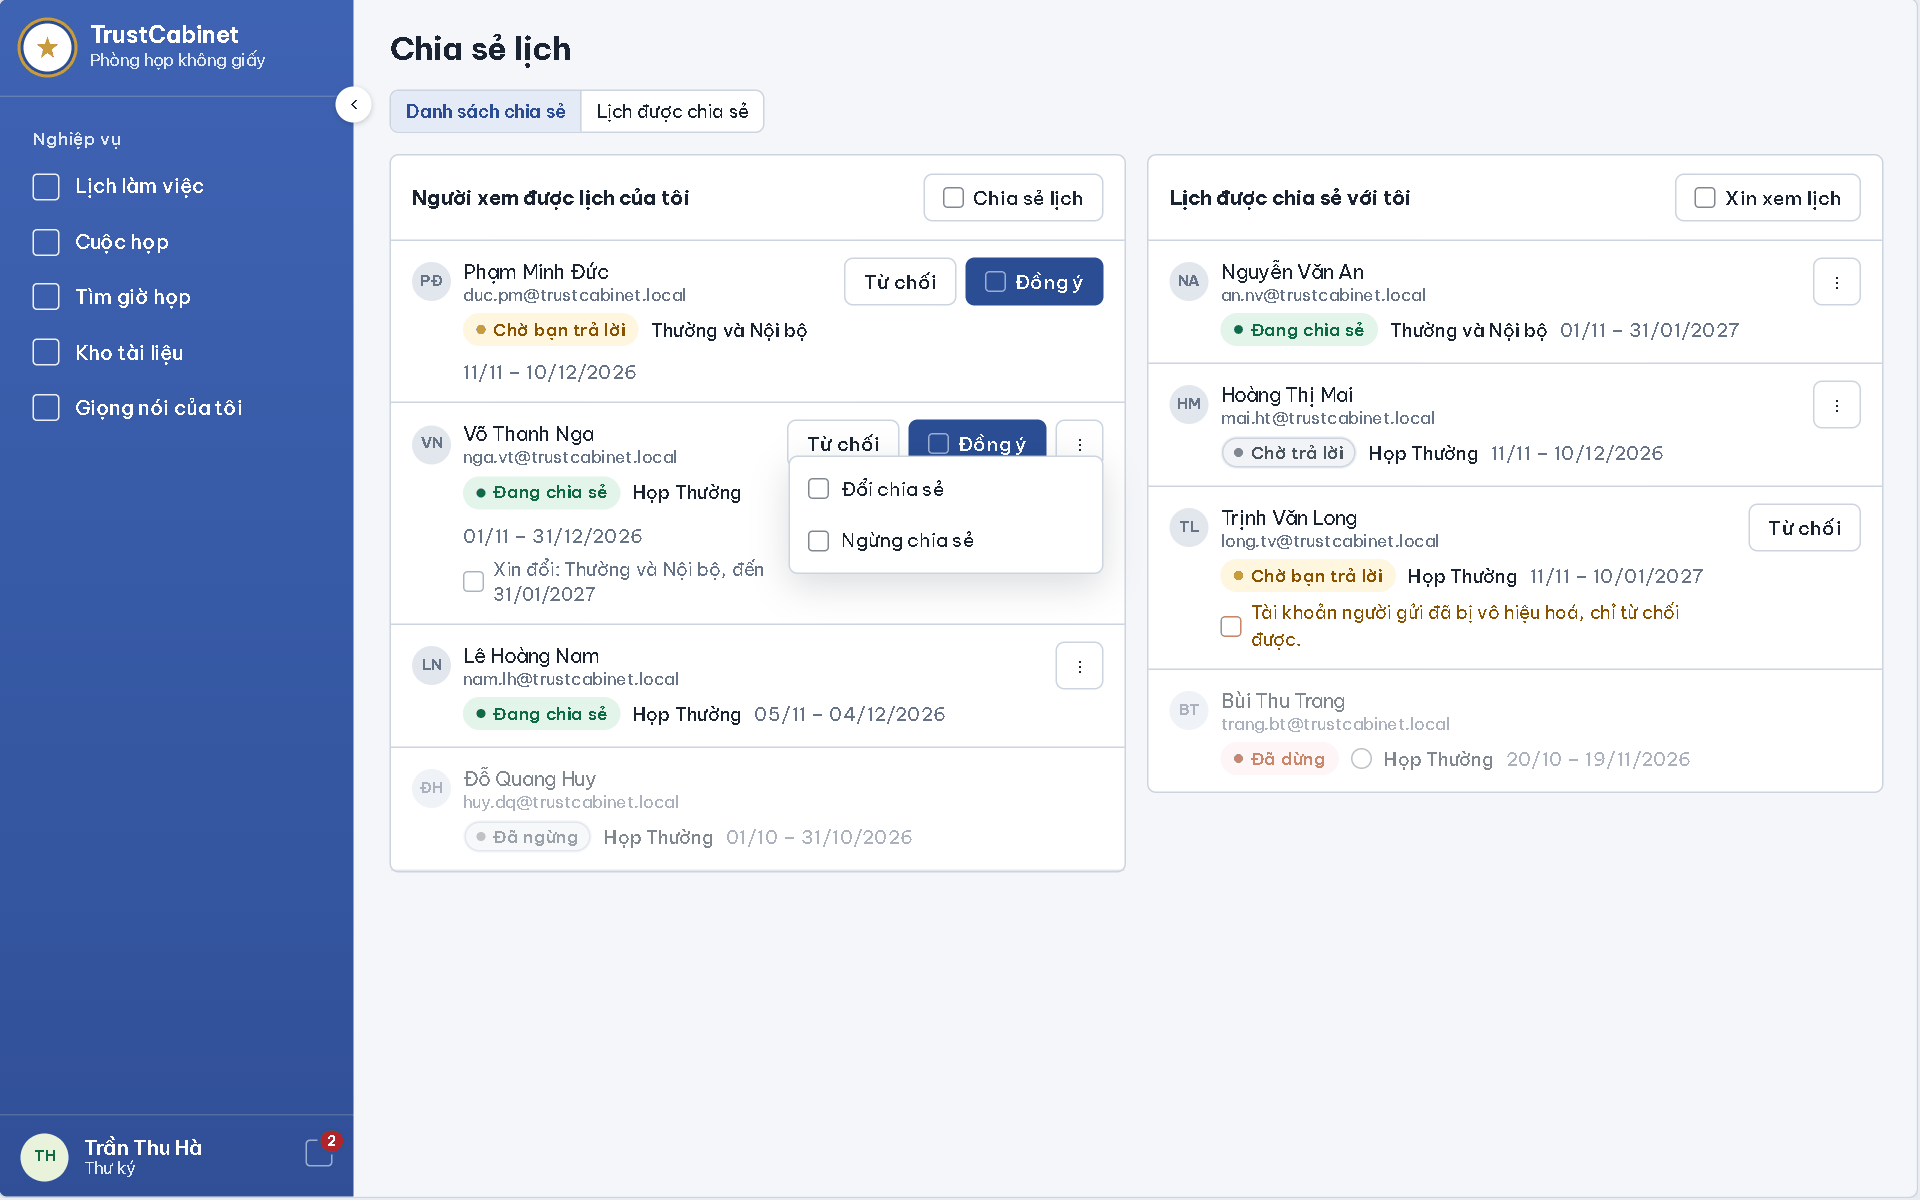 TrustCabinet
Phòng họp không giấy
Nghiệp vụ
Lịch làm việc
Cuộc họp
Tìm giờ họp
Kho tài liệu
Giọng nói của tôi
TH
Trần Thu Hà
Thư ký
2
Chia sẻ lịch
Danh sách chia sẻ
Lịch được chia sẻ
Người xem được lịch của tôi
Chia sẻ lịch
PĐ
Phạm Minh Đức
duc.pm@trustcabinet.local
Từ chối
Đồng ý
Chờ bạn trả lời
Thường và Nội bộ
11/11 – 10/12/2026
VN
Võ Thanh Nga
nga.vt@trustcabinet.local
Từ chối
Đồng ý
Đang chia sẻ
Họp Thường
01/11 – 31/12/2026
Xin đổi: Thường và Nội bộ, đến
31/01/2027
Đổi chia sẻ
Ngừng chia sẻ
LN
Lê Hoàng Nam
nam.lh@trustcabinet.local
Đang chia sẻ
Họp Thường
05/11 – 04/12/2026
ĐH
Đỗ Quang Huy
huy.dq@trustcabinet.local
Đã ngừng
Họp Thường
01/10 – 31/10/2026
Lịch được chia sẻ với tôi
Xin xem lịch
NA
Nguyễn Văn An
an.nv@trustcabinet.local
Đang chia sẻ
Thường và Nội bộ
01/11 – 31/01/2027
HM
Hoàng Thị Mai
mai.ht@trustcabinet.local
Chờ trả lời
Họp Thường
11/11 – 10/12/2026
TL
Trịnh Văn Long
long.tv@trustcabinet.local
Từ chối
Chờ bạn trả lời
Họp Thường
11/11 – 10/01/2027
Tài khoản người gửi đã bị vô hiệu hoá, chỉ từ chối
được.
BT
Bùi Thu Trang
trang.bt@trustcabinet.local
Đã dừng
Họp Thường
20/10 – 19/11/2026